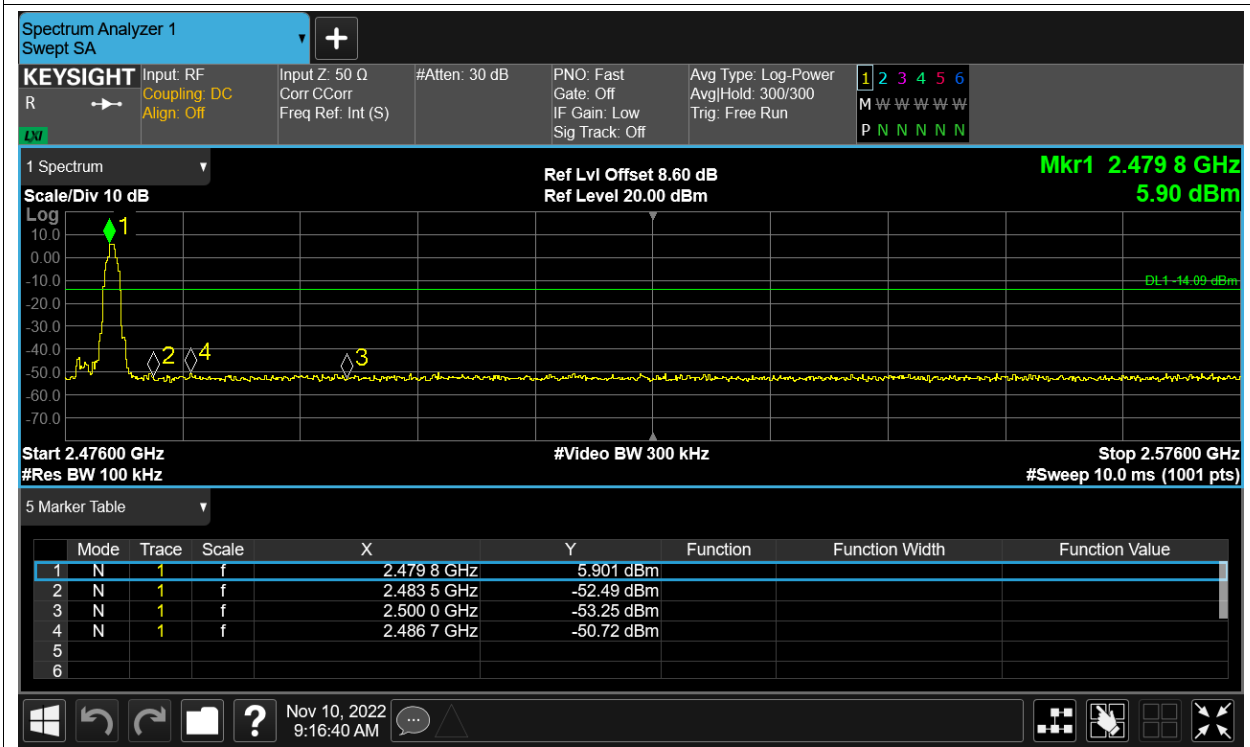 Spectrum Analyzer 1
Swept SA
KEYSIGHT
R
LXI
Input: RF
Coupling: DC
Align: Off
Input Z: 50 Ω
Corr CCorr
Freq Ref: Int (S)
#Atten: 30 dB
PNO: Fast
Gate: Off
IF Gain: Low
Sig Track: Off
Avg Type: Log-Power
Avg|Hold: 300/300
Trig: Free Run
1 2 3 4 5 6
M W W W W W
P N N N N N
1 Spectrum
Scale/Div 10 dB
Ref Lvl Offset 8.60 dB
Ref Level 20.00 dBm
Mkr1 2.479 8 GHz
5.90 dBm
Log
10.0
0.00
-10.0
-20.0
-30.0
-40.0
-50.0
-60.0
-70.0
1
DL1 -14.09 dBm
2 4 3
Start 2.47600 GHz #Video BW 300 kHz Stop 2.57600 GHz
#Res BW 100 kHz #Sweep 10.0 ms (1001 pts)
5 Marker Table
Mode Trace Scale X Y Function Function Width Function Value
1 N 1 f 2.479 8 GHz 5.901 dBm
2 N 1 f 2.483 5 GHz -52.49 dBm
3 N 1 f 2.500 0 GHz -53.25 dBm
4 N 1 f 2.486 7 GHz -50.72 dBm
5
6
?
Nov 10, 2022
9:16:40 AM